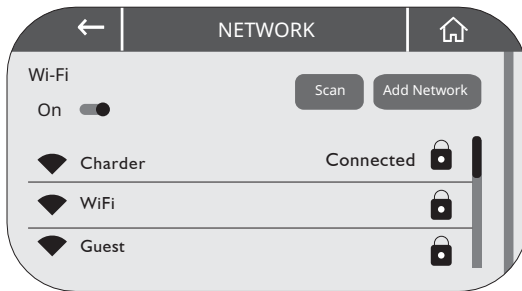 NETWORK
Wi-Fi
Scan
Add Network
On
Charder
Connected
WiFi
Guest